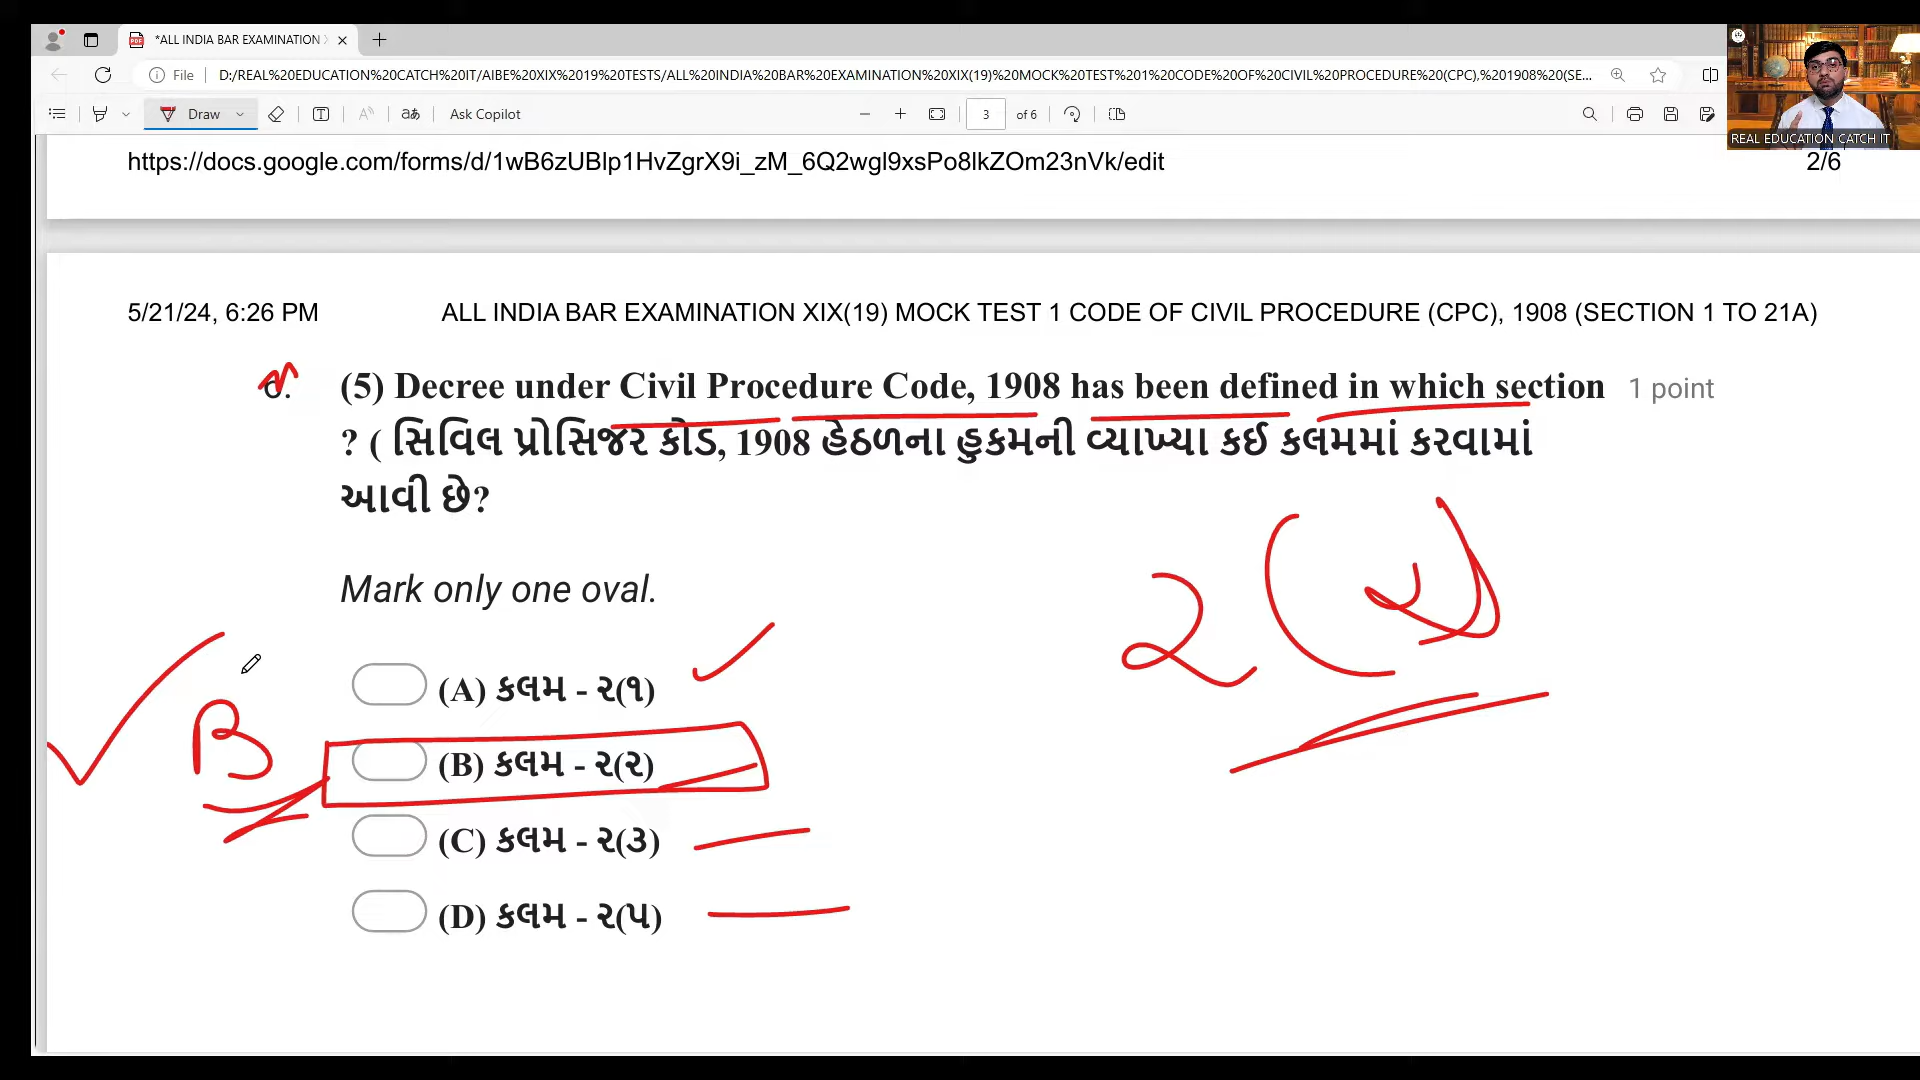 *ALL INDIA BAR EXAMINATION X
File D:/REAL%20EDUCATION%20CATCH%20IT/AIBE%20XIX%2019%20TESTS/ALL%20INDIA%20BAR%20EXAMINATION%20XIX(19)%20MOCK%20TEST%201%20CODE%20OF%20CIVIL%20PROCEDURE%20(CPC),%201908%20(SE...
Draw Ask Copilot 3 of 6
REAL EDUCATION CATCH IT
https://docs.google.com/forms/d/1wB6zUBlp1HvZgrX9i_zM_6Q2wgl9xsPo8lkZOm23nVk/edit 2/6
5/21/24, 6:26 PM ALL INDIA BAR EXAMINATION XIX(19) MOCK TEST 1 CODE OF CIVIL PROCEDURE (CPC), 1908 (SECTION 1 TO 21A)
(5) Decree under Civil Procedure Code, 1908 has been defined in which section 1 point
? ( સિવિલ પ્રોસિજર કોડ, 1908 હેઠળના હુકમની વ્યાખ્યા કઈ કલમમાં કરવામાં
આવી છે?
Mark only one oval.
2 (૨)
(A) કલમ - ૨(૧)
B
(B) કલમ - ૨(૨)
(C) કલમ - ૨(૩)
(D) કલમ - ૨(૫)